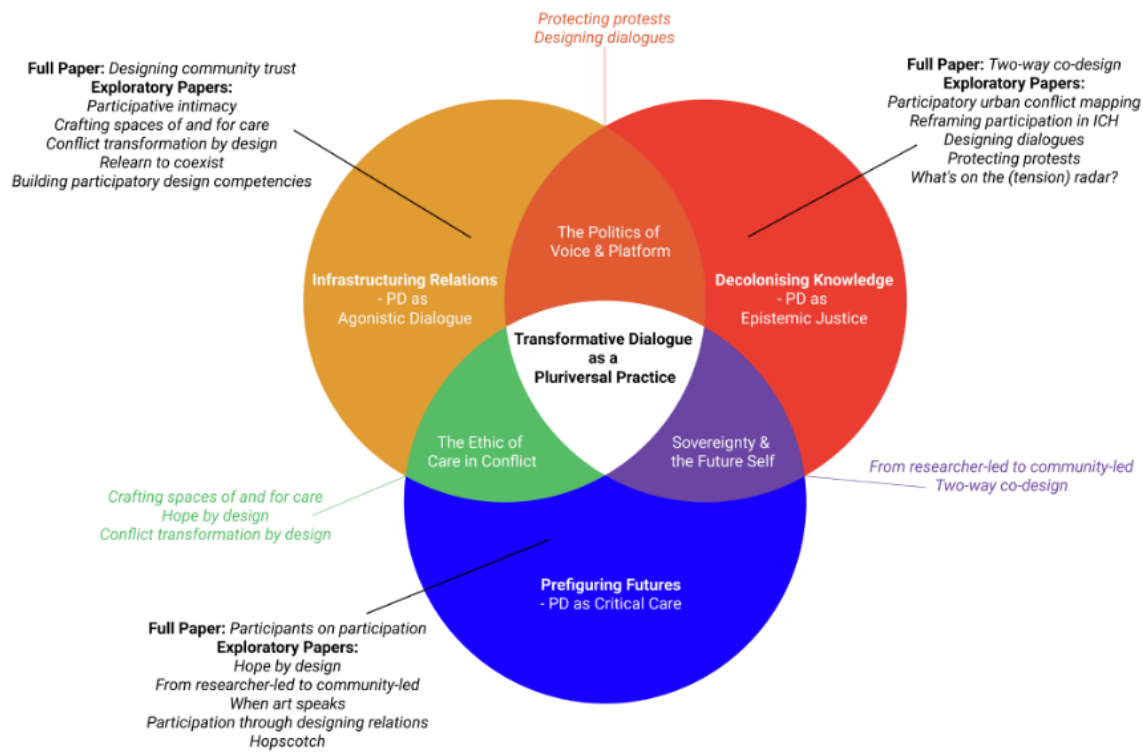 Protecting protests
Designing dialogues
Full Paper: Designing community trust
Exploratory Papers:
Participative intimacy
Crafting spaces of and for care
Conflict transformation by design
Relearn to coexist
Building participatory design competencies
Full Paper: Two-way co-design
Exploratory Papers:
Participatory urban conflict mapping
Reframing participation in ICH
Designing dialogues
Protecting protests
What's on the (tension) radar?
The Politics of
Voice & Platform
Infrastructuring Relations
- PD as
Agonistic Dialogue
Decolonising Knowledge
- PD as
Epistemic Justice
Transformative Dialogue
as a
Pluriversal Practice
The Ethic of
Care in Conflict
Sovereignty &
the Future Self
Crafting spaces of and for care
Hope by design
Conflict transformation by design
From researcher-led to community-led
Two-way co-design
Prefiguring Futures
- PD as Critical Care
Full Paper: Participants on participation
Exploratory Papers:
Hope by design
From researcher-led to community-led
When art speaks
Participation through designing relations
Hopscotch